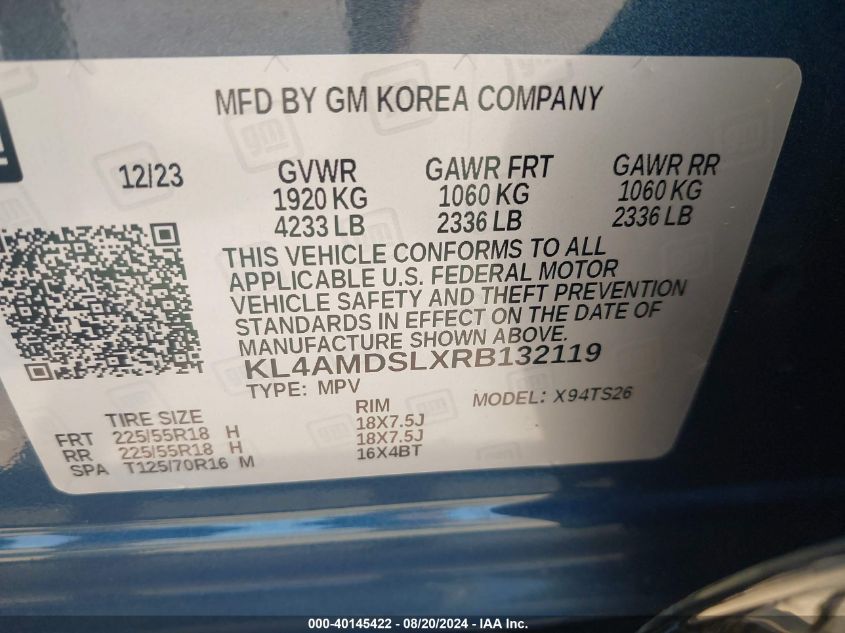 MFD BY GM KOREA COMPANY
12/23 GVWR GAWR FRT GAWR RR
1920 KG 1060 KG 1060 KG
4233 LB 2336 LB 2336 LB
THIS VEHICLE CONFORMS TO ALL
APPLICABLE U.S. FEDERAL MOTOR
VEHICLE SAFETY AND THEFT PREVENTION
STANDARDS IN EFFECT ON THE DATE OF
MANUFACTURE SHOWN ABOVE.
KL4AMDSLXRB132119
TYPE: MPV MODEL: X94TS26
TIRE SIZE RIM
FRT 225/55R18 H 18X7.5J
RR 225/55R18 H 18X7.5J
SPA T125/70R16 M 16X4BT
000-40145422 - 08/20/2024 - IAA Inc.